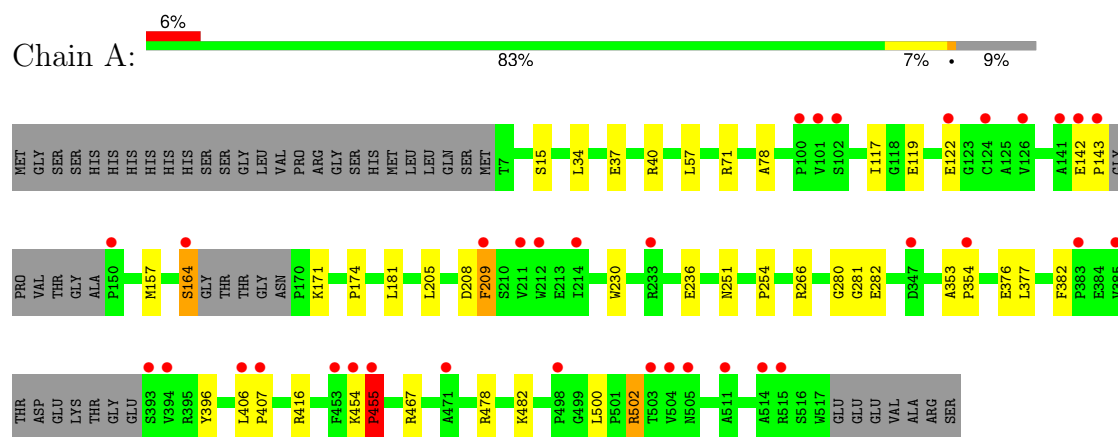 6%
Chain A:
83% 7% • 9%
MET GLY SER SER HIS HIS HIS HIS HIS HIS SER SER GLY LEU VAL PRO ARG GLY SER HIS MET LEU LEU GLN SER MET T7 S15 L34 E37 R40 L57 R71 A78 P100 V101 S102 I117 G118 E119 E122 G123 C124 A125 V126 A141 E142 P143 GLY
PRO VAL THR GLY ALA P150 M157 S164 GLY THR THR GLY ASN P170 K171 P174 L181 L205 D208 F209 S210 V211 W212 E213 I214 W230 R233 E236 N251 P254 R266 G280 G281 E282 D347 A353 P354 E376 L377 F382 P383 E384 V385
THR ASP GLU LYS THR GLY GLU S393 V394 R395 Y396 L406 P407 R416 F453 K454 P455 R467 A471 R478 K482 P498 G499 L500 P501 R502 T503 V504 N505 A511 A514 R515 S516 W517 GLU GLU GLU VAL ALA ARG SER